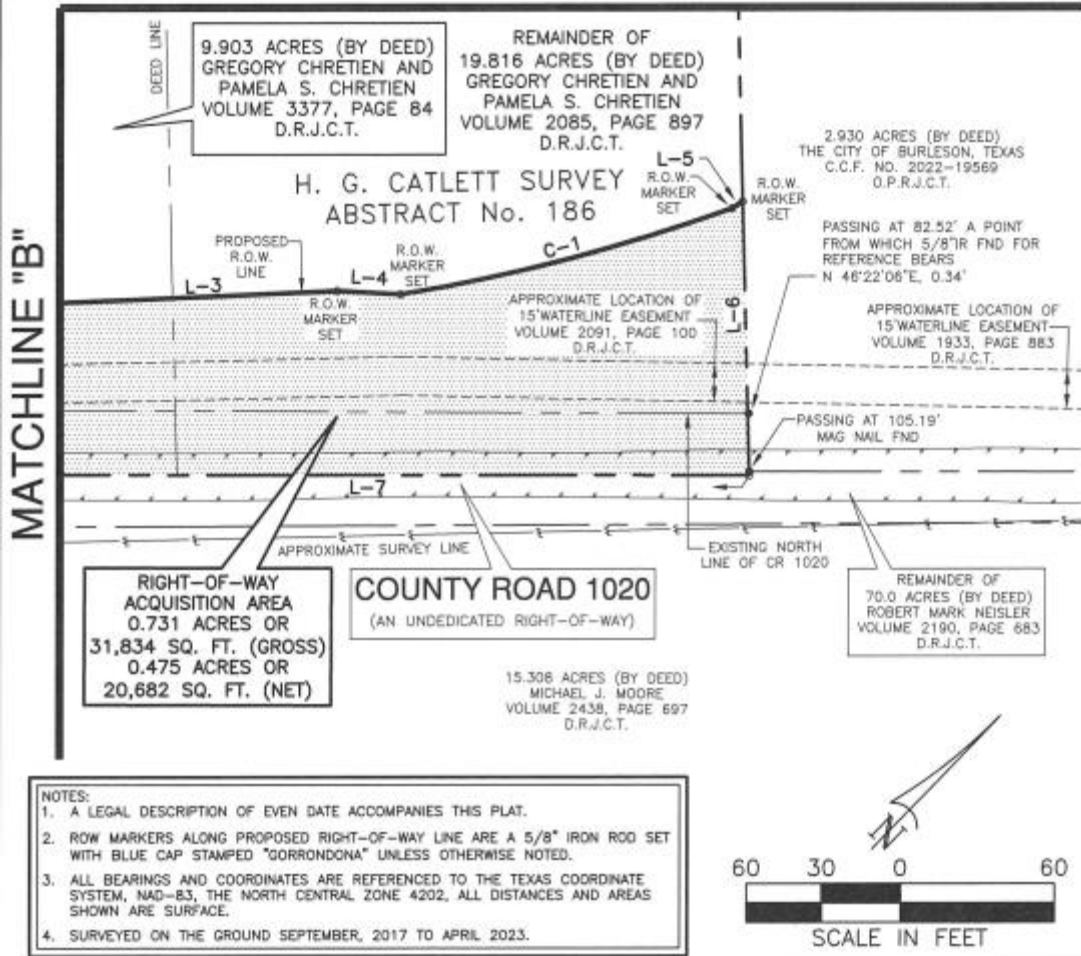 MATCHLINE "B"
DEED LINE
9.903 ACRES (BY DEED)
GREGORY CHRETIEN AND
PAMELA S. CHRETIEN
VOLUME 3377, PAGE 84
D.R.J.C.T.
REMAINDER OF
19.816 ACRES (BY DEED)
GREGORY CHRETIEN AND
PAMELA S. CHRETIEN
VOLUME 2085, PAGE 897
D.R.J.C.T.
2.930 ACRES (BY DEED)
THE CITY OF BURLESON, TEXAS
C.C.F. NO. 2022-19569
O.P.R.J.C.T.
H. G. CATLETT SURVEY
ABSTRACT No. 186
L-5
R.O.W.
MARKER
SET
R.O.W.
MARKER
SET
PASSING AT 82.52' A POINT
FROM WHICH 5/8"IR FND FOR
REFERENCE BEARS
N 46°22'06"E, 0.34'
PROPOSED
R.O.W.
LINE
L-3
L-4
R.O.W.
MARKER
SET
C-1
R.O.W.
MARKER
SET
L-6
APPROXIMATE LOCATION OF
15'WATERLINE EASEMENT
VOLUME 2091, PAGE 100
D.R.J.C.T.
APPROXIMATE LOCATION OF
15'WATERLINE EASEMENT
VOLUME 1933, PAGE 883
D.R.J.C.T.
PASSING AT 105.19'
MAG NAIL FND
L-7
APPROXIMATE SURVEY LINE
EXISTING NORTH
LINE OF CR 1020
RIGHT-OF-WAY
ACQUISITION AREA
0.731 ACRES OR
31,834 SQ. FT. (GROSS)
0.475 ACRES OR
20,682 SQ. FT. (NET)
COUNTY ROAD 1020
(AN UNDEDICATED RIGHT-OF-WAY)
REMAINDER OF
70.0 ACRES (BY DEED)
ROBERT MARK NEISLER
VOLUME 2190, PAGE 683
D.R.J.C.T.
15.308 ACRES (BY DEED)
MICHAEL J. MOORE
VOLUME 2438, PAGE 697
D.R.J.C.T.
NOTES:
1. A LEGAL DESCRIPTION OF EVEN DATE ACCOMPANIES THIS PLAT.
2. ROW MARKERS ALONG PROPOSED RIGHT-OF-WAY LINE ARE A 5/8" IRON ROD SET
WITH BLUE CAP STAMPED "GORRONDONA" UNLESS OTHERWISE NOTED.
3. ALL BEARINGS AND COORDINATES ARE REFERENCED TO THE TEXAS COORDINATE
SYSTEM, NAD-83, THE NORTH CENTRAL ZONE 4202, ALL DISTANCES AND AREAS
SHOWN ARE SURFACE.
4. SURVEYED ON THE GROUND SEPTEMBER, 2017 TO APRIL 2023.
N
60 30 0 60
SCALE IN FEET